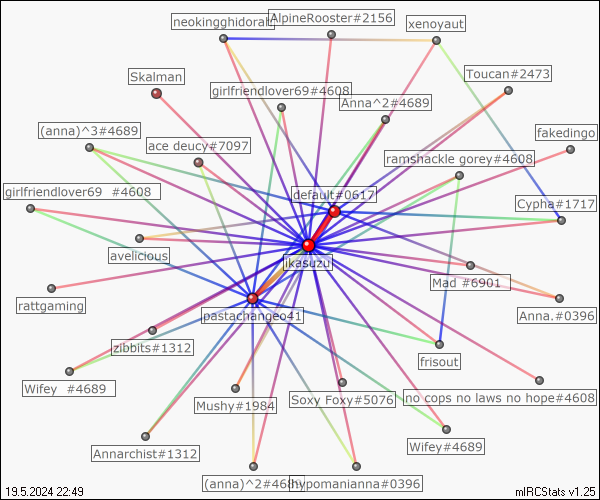 neokingghidorah
AlpineRooster#2156
xenoyaut
Skalman
girlfriendlover69#4608
Anna^2#4689
Toucan#2473
(anna)^3#4689
ace deucy#7097
ramshackle gorey#4608
fakedingo
girlfriendlover69 #4608
default#0617
Cypha#1717
avelicious
ikasuzu
Mad #6901
rattgaming
pastachangeo41
Anna.#0396
zibbits#1312
frisout
Wifey #4689
Mushy#1984
Soxy Foxy#5076
no cops no laws no hope#4608
Annarchist#1312
Wifey#4689
(anna)^2#4689
hypomanianna#0396
19.5.2024 22:49
mIRCStats v1.25